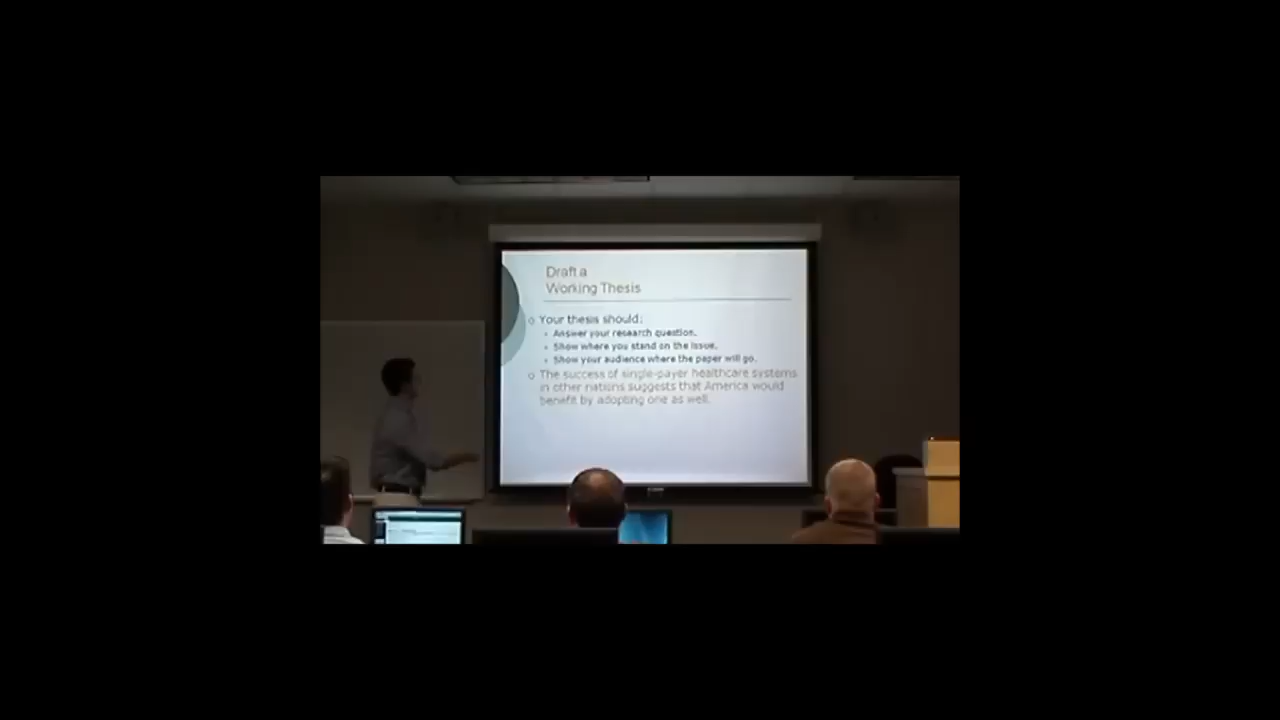 Draft a
Working Thesis
Your thesis should:
Answer your research question.
Show where you stand on the issue.
Show your audience where the paper will go.
The success of single-payer healthcare systems
in other nations suggests that America would
benefit by adopting one as well.